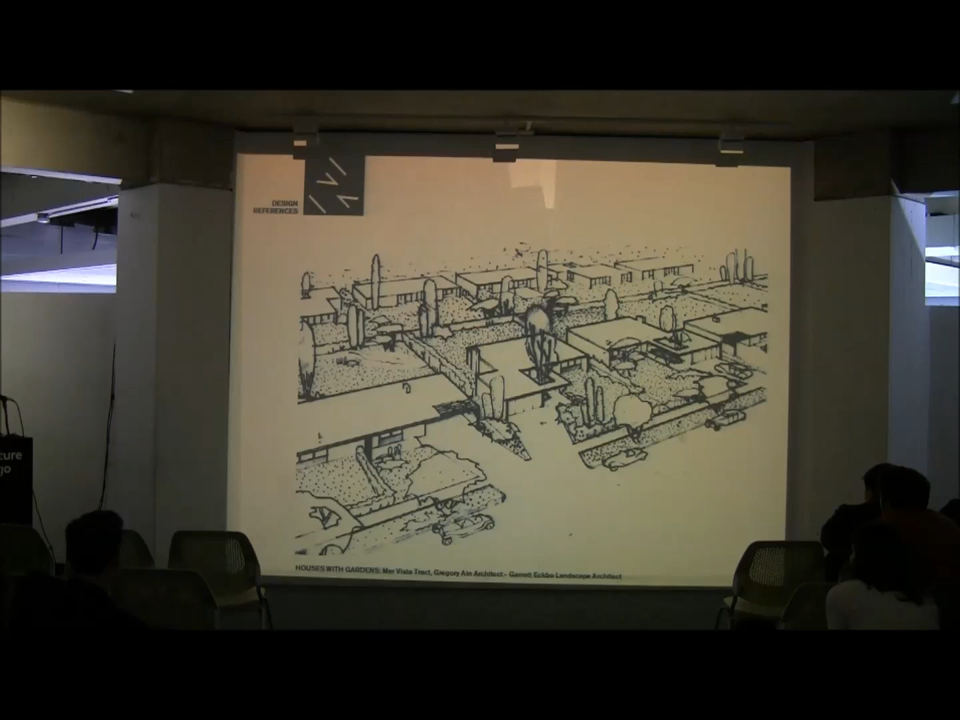 DESIGN
REFERENCES
HOUSES WITH GARDENS: Mar Vista Tract, Gregory Ain Architect - Garrett Eckbo Landscape Architect